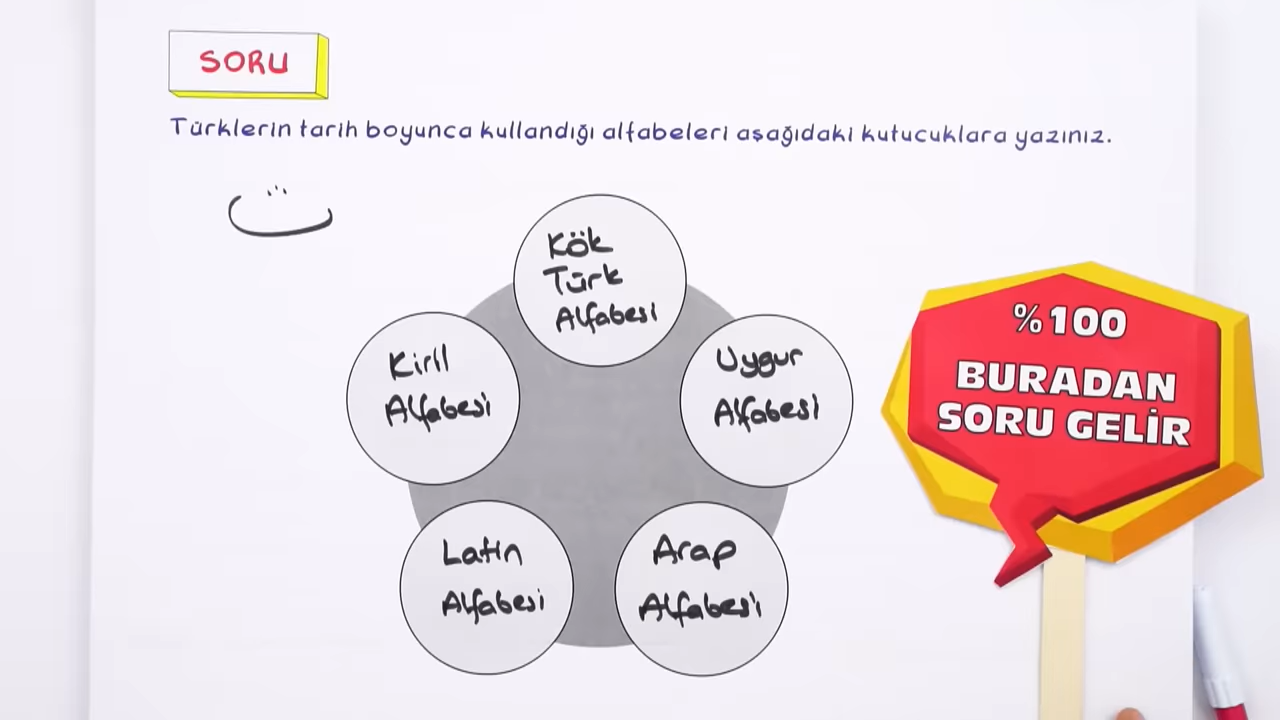 SORU
Türklerin tarih boyunca kullandığı alfabeleri aşağıdaki kutucuklara yazınız.
Kök
Türk
Alfabesi
Kiril
Alfabesi
Uygur
Alfabesi
Latin
Alfabesi
Arap
Alfabesi
%100
BURADAN
SORU GELİR